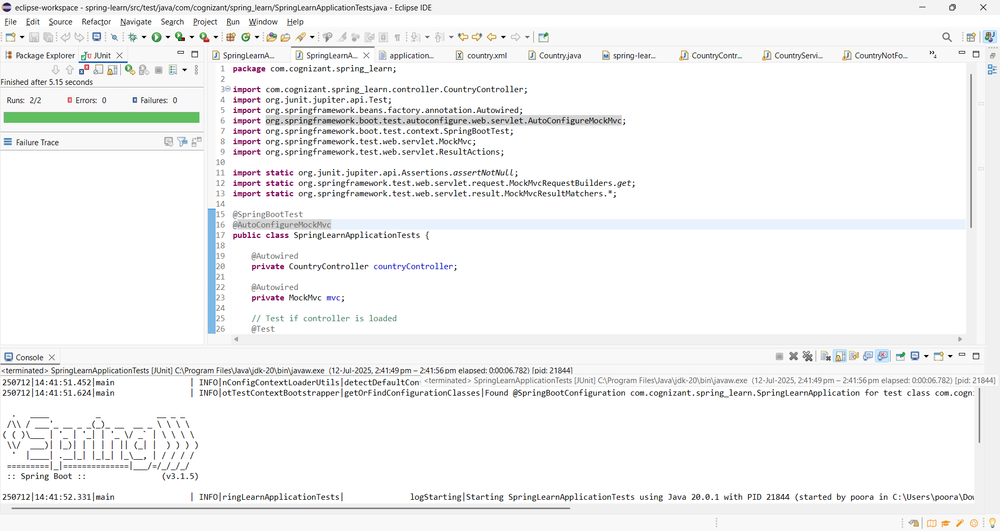 eclipse-workspace - spring-learn/src/test/java/com/cognizant/spring_learn/SpringLearnApplicationTests.java - Eclipse IDE
File Edit Source Refactor Navigate Search Project Run Window Help
Package Explorer JUnit
Finished after 5.15 seconds
Runs: 2/2 Errors: 0 Failures: 0
Failure Trace
SpringLearnA... SpringLearnA... application... country.xml Country.java spring-lear... CountryContr... CountryServi... CountryNotFo... »4
1 package com.cognizant.spring_learn;
2
3 import com.cognizant.spring_learn.controller.CountryController;
4 import org.junit.jupiter.api.Test;
5 import org.springframework.beans.factory.annotation.Autowired;
6 import org.springframework.boot.test.autoconfigure.web.servlet.AutoConfigureMockMvc;
7 import org.springframework.boot.test.context.SpringBootTest;
8 import org.springframework.test.web.servlet.MockMvc;
9 import org.springframework.test.web.servlet.ResultActions;
10
11 import static org.junit.jupiter.api.Assertions.assertNotNull;
12 import static org.springframework.test.web.servlet.request.MockMvcRequestBuilders.get;
13 import static org.springframework.test.web.servlet.result.MockMvcResultMatchers.*;
14
15 @SpringBootTest
16 @AutoConfigureMockMvc
17 public class SpringLearnApplicationTests {
18
19 @Autowired
20 private CountryController countryController;
21
22 @Autowired
23 private MockMvc mvc;
24
25 // Test if controller is loaded
26 @Test
Console
<terminated> SpringLearnApplicationTests [JUnit] C:\Program Files\Java\jdk-20\bin\javaw.exe (12-Jul-2025, 2:41:49 pm – 2:41:56 pm elapsed: 0:00:06.782) [pid: 21844]
250712|14:41:51.452|main | INFO|nConfigContextLoaderUtils|detectDefaultCon
<terminated> SpringLearnApplicationTests [JUnit] C:\Program Files\Java\jdk-20\bin\javaw.exe (12-Jul-2025, 2:41:49 pm – 2:41:56 pm elapsed: 0:00:06.782) [pid: 21844]
250712|14:41:51.624|main | INFO|otTestContextBootstrapper|getOrFindConfigurationClasses|Found @SpringBootConfiguration com.cognizant.spring_learn.SpringLearnApplication for test class com.cogn
Spring
:: Spring Boot :: (v3.1.5)
250712|14:41:52.331|main | INFO|ringLearnApplicationTests| logStarting|Starting SpringLearnApplicationTests using Java 20.0.1 with PID 21844 (started by poora in C:\Users\poora\Do